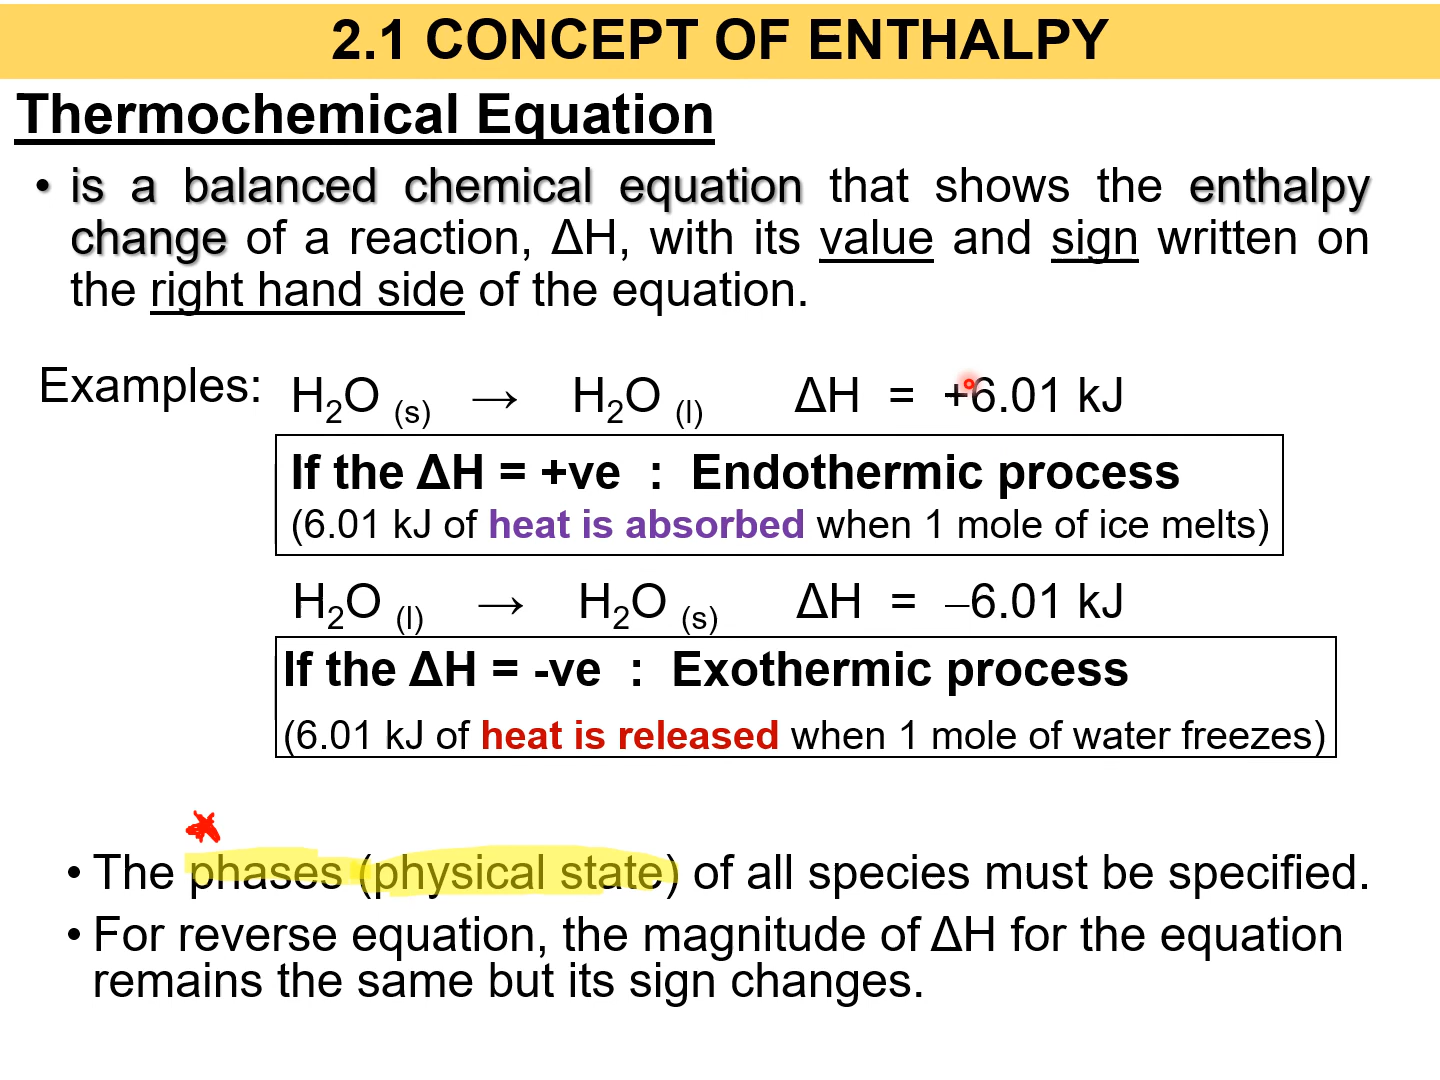 2.1 CONCEPT OF ENTHALPY
Thermochemical Equation
• is a balanced chemical equation that shows the enthalpy
change of a reaction, ΔH, with its value and sign written on
the right hand side of the equation.
Examples: H₂O (s) → H₂O (l) ΔH = +6.01 kJ
If the ΔH = +ve : Endothermic process
(6.01 kJ of heat is absorbed when 1 mole of ice melts)
H₂O (l) → H₂O (s) ΔH = –6.01 kJ
If the ΔH = -ve : Exothermic process
(6.01 kJ of heat is released when 1 mole of water freezes)
• The phases (physical state) of all species must be specified.
• For reverse equation, the magnitude of ΔH for the equation
remains the same but its sign changes.